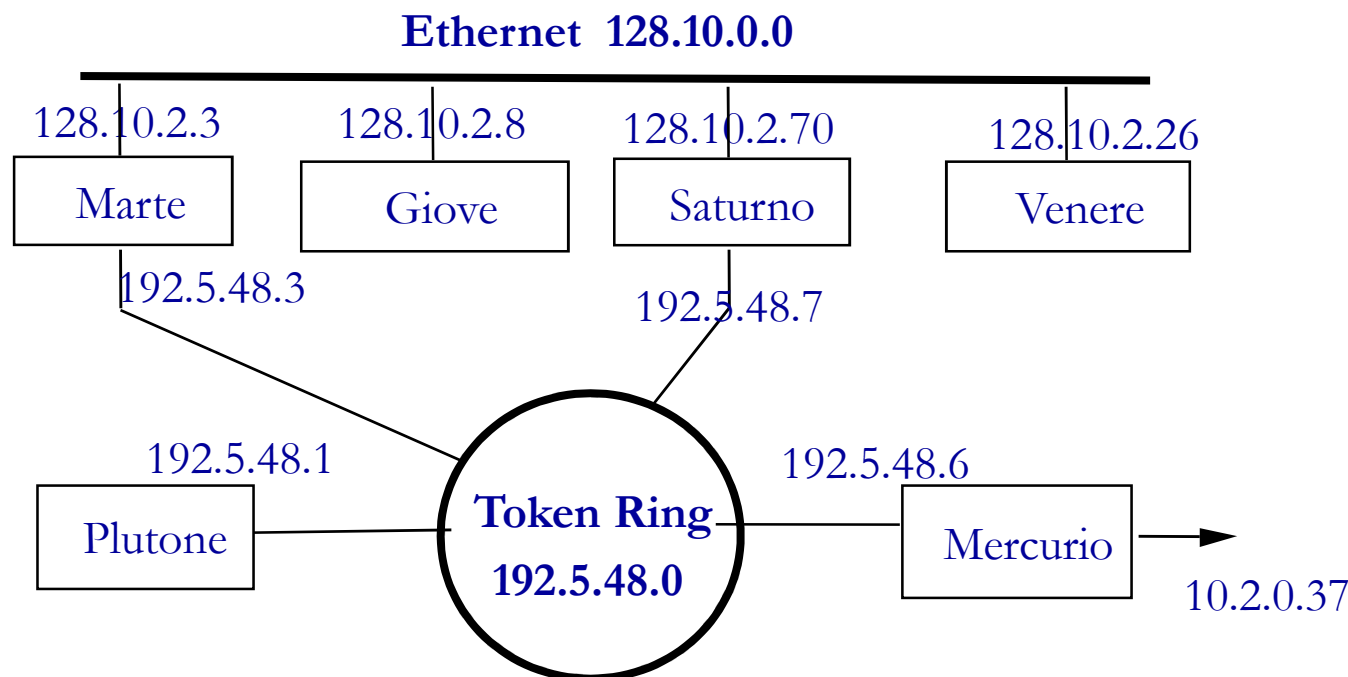 Ethernet 128.10.0.0
128.10.2.3
128.10.2.8
128.10.2.70
128.10.2.26
Marte
Giove
Saturno
Venere
192.5.48.3
192.5.48.7
192.5.48.1
192.5.48.6
Plutone
Token Ring
192.5.48.0
Mercurio
10.2.0.37